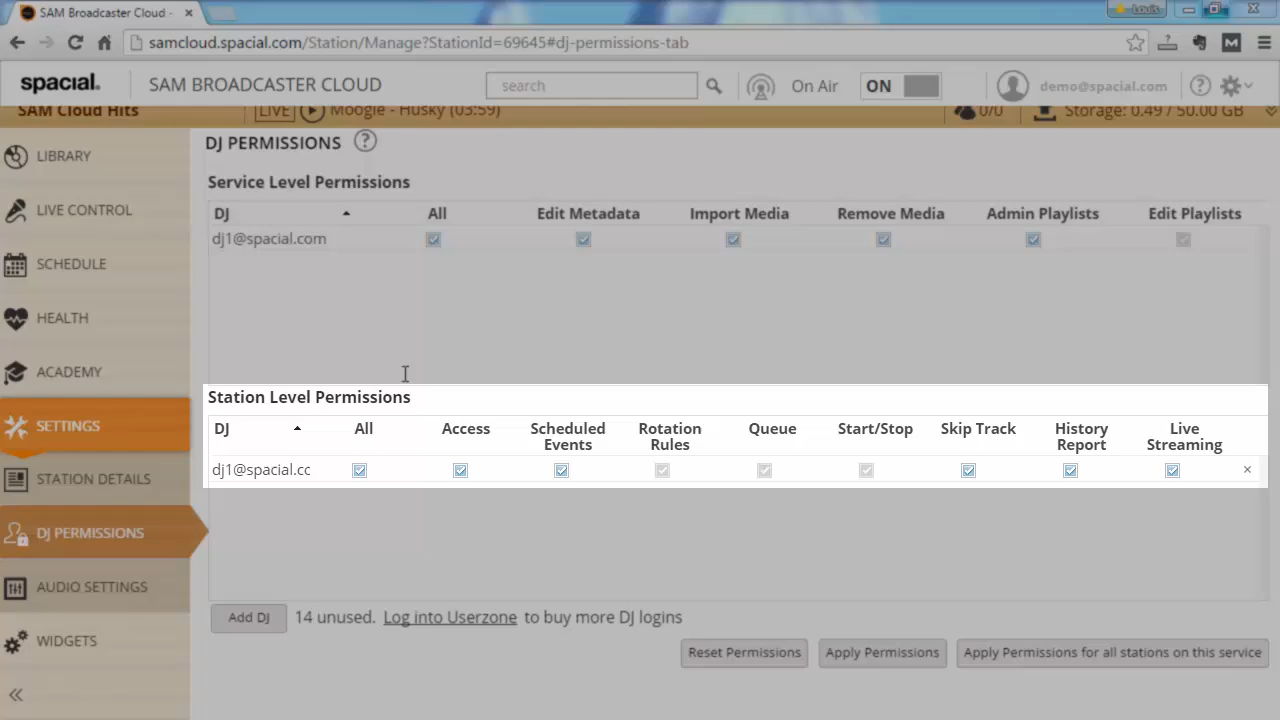 SAM Broadcaster Cloud -
Louis
samcloud.spacial.com/Station/Manage?StationId=69645#dj-permissions-tab
spacial.
SAM BROADCASTER CLOUD
search
On Air
ON
demo@spacial.com
SAM Cloud Hits
LIVE
Moogie - Husky (03:59)
0/0
Storage: 0.49 / 50.00 GB
LIBRARY
LIVE CONTROL
SCHEDULE
HEALTH
ACADEMY
SETTINGS
STATION DETAILS
DJ PERMISSIONS
AUDIO SETTINGS
WIDGETS
DJ PERMISSIONS ?
Service Level Permissions
DJ All Edit Metadata Import Media Remove Media Admin Playlists Edit Playlists
dj1@spacial.com
Station Level Permissions
DJ All Access Scheduled Events Rotation Rules Queue Start/Stop Skip Track History Report Live Streaming
dj1@spacial.cc
Add DJ 14 unused. Log into Userzone to buy more DJ logins
Reset Permissions Apply Permissions Apply Permissions for all stations on this service